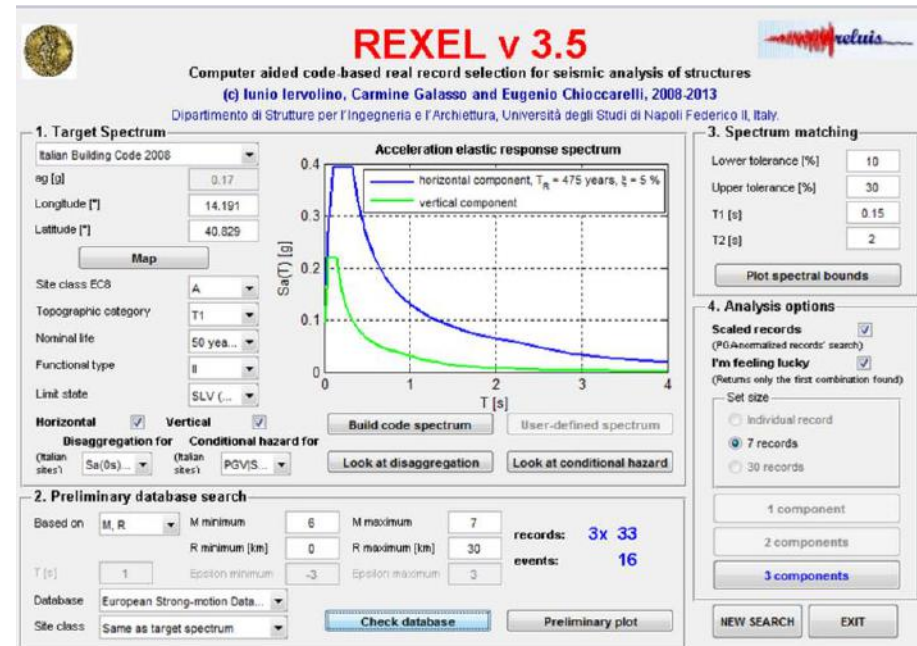 REXEL v 3.5
reluis
Computer aided code-based real record selection for seismic analysis of structures
(c) Iunio Iervolino, Carmine Galasso and Eugenio Chioccarelli, 2008-2013
Dipartimento di Strutture per l'Ingegneria e l'Archiettura, Università degli Studi di Napoli Federico II, Italy.
1. Target Spectrum
Italian Building Code 2008
ag [g] 0.17
Longitude [°] 14.191
Latitude [°] 40.829
Map
Site class EC8 A
Topographic category T1
Nominal life 50 yea...
Functional type II
Limit state SLV (...
Horizontal Vertical
Disaggregation for Conditional hazard for
(Italian sites) Sa(0s)... (Italian sites) PGV|S...
Acceleration elastic response spectrum
horizontal component, TR = 475 years, ξ = 5 %
vertical component
Sa(T) [g]
0.4
0.3
0.2
0.1
0
0 1 2 3 4
T [s]
Build code spectrum User-defined spectrum
Look at disaggregation Look at conditional hazard
2. Preliminary database search
Based on M, R M minimum 6 M maximum 7
R minimum [km] 0 R maximum [km] 30
T [s] 1 Epsilon minimum -3 Epsilon maximum 3
records: 3x 33
events: 16
Database European Strong-motion Data...
Site class Same as target spectrum
Check database Preliminary plot
3. Spectrum matching
Lower tolerance [%] 10
Upper tolerance [%] 30
T1 [s] 0.15
T2 [s] 2
Plot spectral bounds
4. Analysis options
Scaled records
(PGA-normalized records' search)
I'm feeling lucky
(Returns only the first combination found)
Set size
Individual record
7 records
30 records
1 component
2 components
3 components
NEW SEARCH EXIT